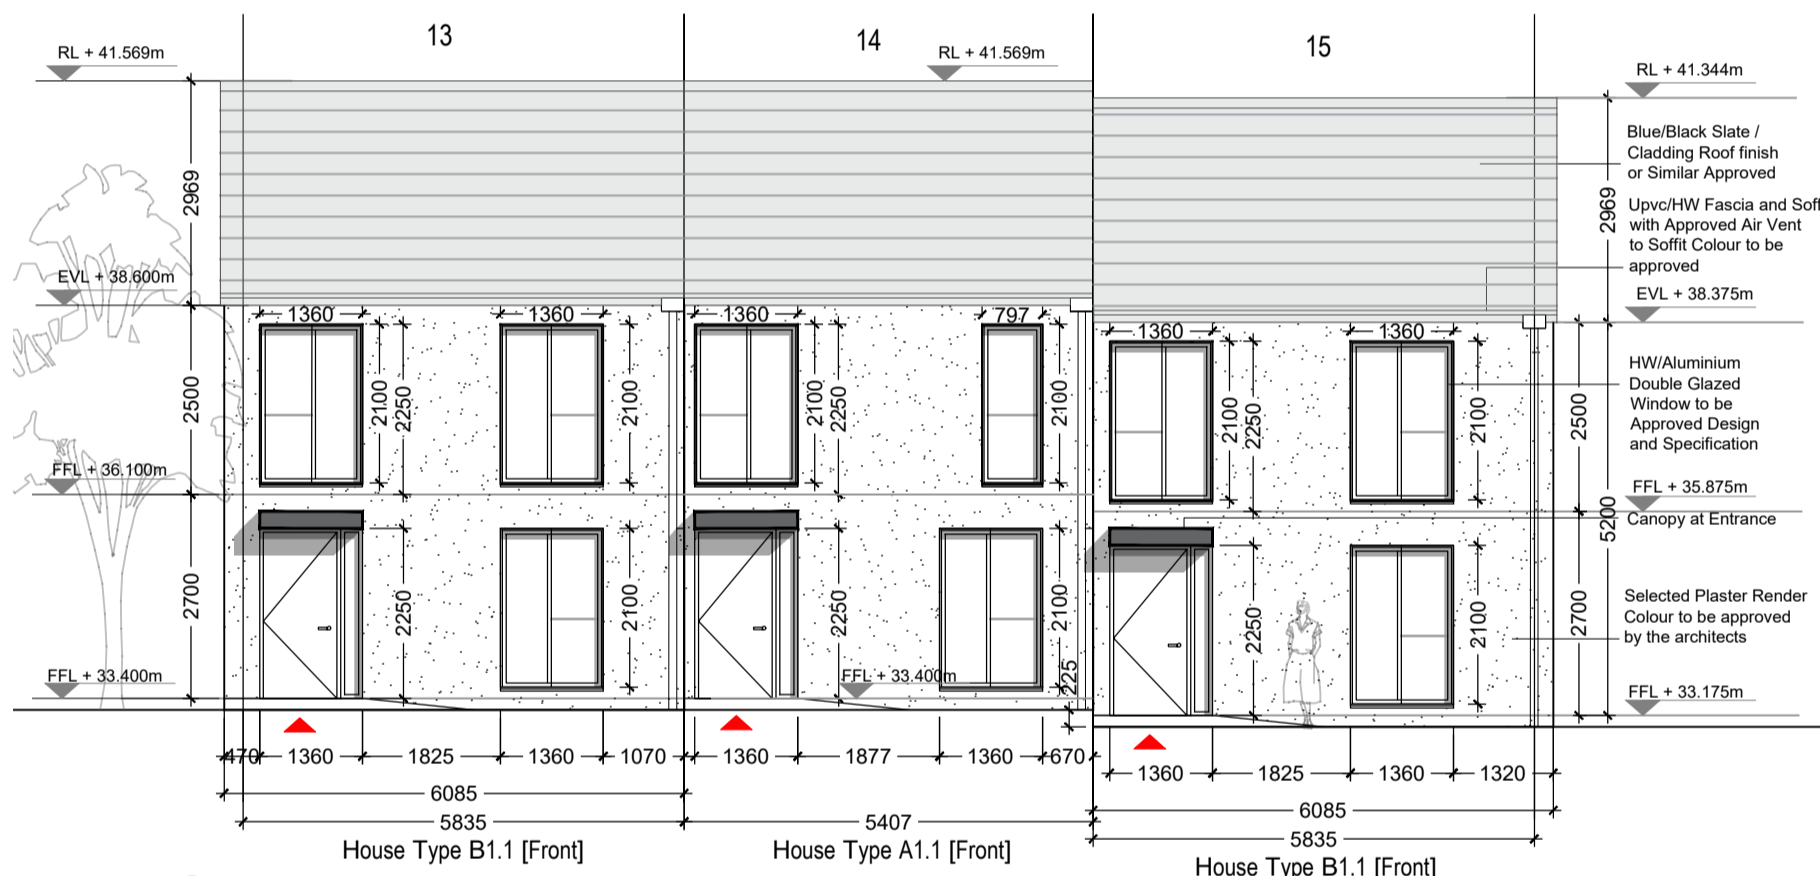 13
14
15
RL + 41.569m
RL + 41.569m
RL + 41.344m
Blue/Black Slate /
Cladding Roof finish
or Similar Approved
2969
2969
Upvc/HW Fascia and Soff
with Approved Air Vent
to Soffit Colour to be
approved
EVL + 38.600m
EVL + 38.375m
1360
1360
1360
797
1360
1360
HW/Aluminium
Double Glazed
Window to be
Approved Design
and Specification
2500
2100
2250
2100
2100
2250
2100
2100
2250
2100
2500
FFL + 36.100m
FFL + 35.875m
5200
Canopy at Entrance
2700
2250
2100
2250
2100
2250
2100
2700
Selected Plaster Render
Colour to be approved
by the architects
FFL + 33.400m
FFL + 33.400m
225
FFL + 33.175m
470
1360
1825
1360
1070
1360
1877
1360
670
1360
1825
1360
1320
6085
6085
5835
5407
5835
House Type B1.1 [Front]
House Type A1.1 [Front]
House Type B1.1 [Front]